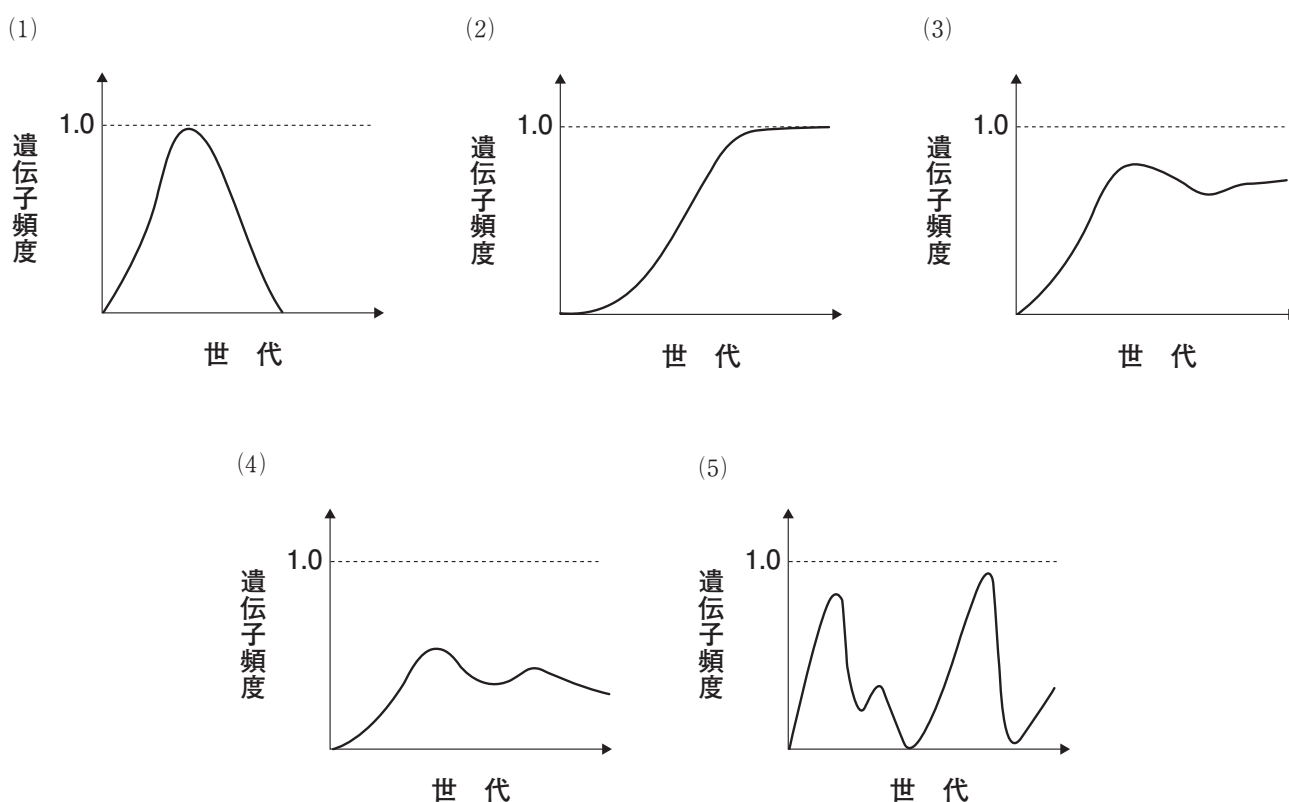 (1)
1.0
遺伝子頻度
世 代
(2)
1.0
遺伝子頻度
世 代
(3)
1.0
遺伝子頻度
世 代
(4)
1.0
遺伝子頻度
世 代
(5)
1.0
遺伝子頻度
世 代